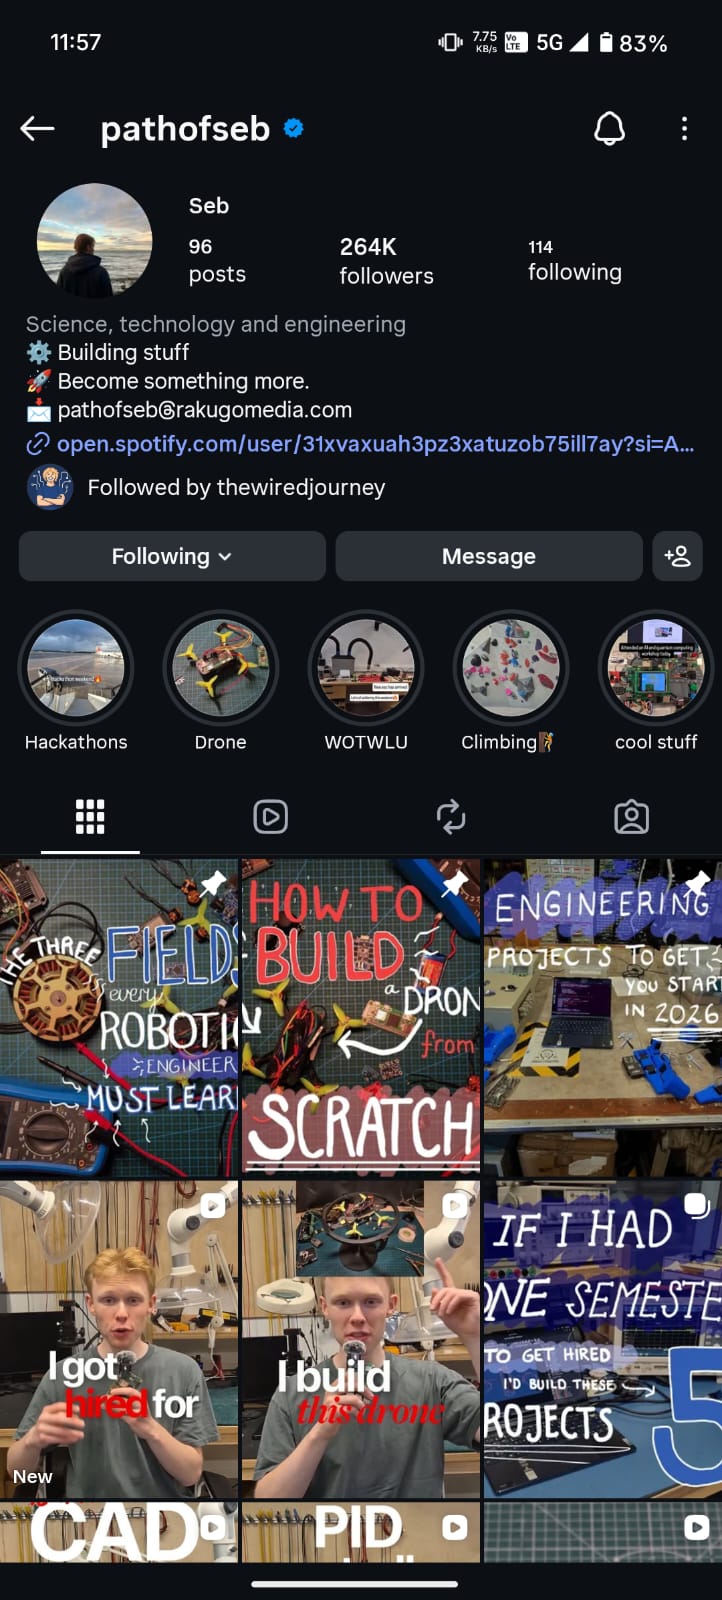 11:57
7.75
KB/s
Vo
LTE
5G
83%
pathofseb
Seb
96
posts
264K
followers
114
following
Science, technology and engineering
⚙️ Building stuff
🚀 Become something more.
📩 pathofseb@rakugomedia.com
open.spotify.com/user/31xvaxuah3pz3xatuzob75ill7ay?si=A...
Followed by thewiredjourney
Following
Message
Hackathons
Drone
WOTWLU
Climbing🧗
cool stuff
THE THREE
FIELDS
every
ROBOTI
ENGINEER
MUST LEAR
HOW TO
BUILD
a
DRON
from
SCRATCH
ENGINEERING
PROJECTS TO GET
YOU START
IN 2026
I got
hired for
New
I build
this drone
IF I HAD
ONE SEMESTE
TO GET HIRED
I'D BUILD THESE
ROJECTS
5
CAD
PID